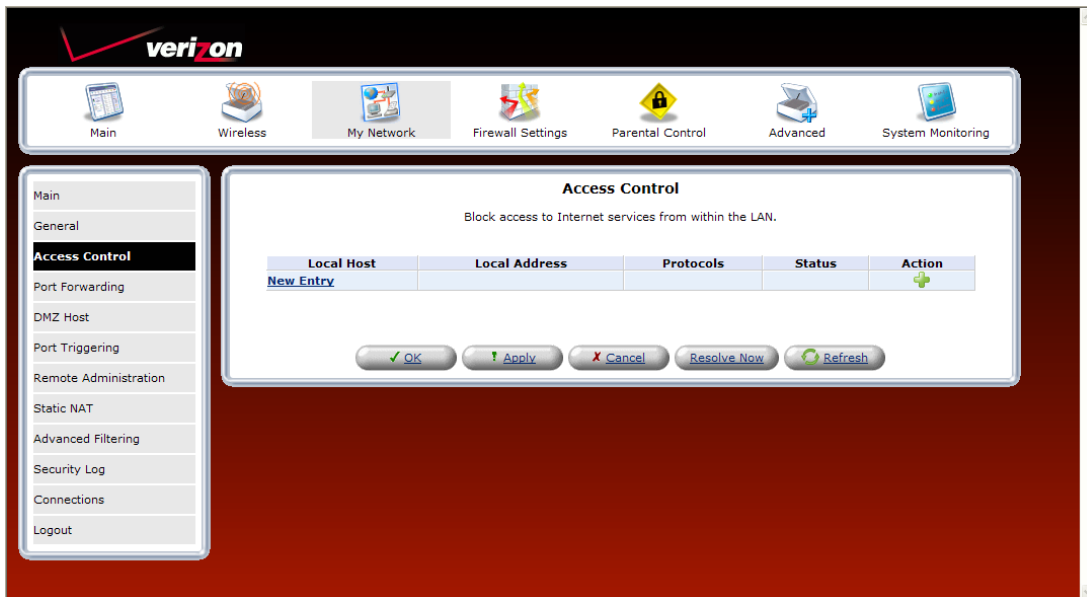 verizon
Main Wireless My Network Firewall Settings Parental Control Advanced System Monitoring
Main
General
Access Control
Port Forwarding
DMZ Host
Port Triggering
Remote Administration
Static NAT
Advanced Filtering
Security Log
Connections
Logout
Access Control
Block access to Internet services from within the LAN.
Local Host Local Address Protocols Status Action
New Entry
OK Apply Cancel Resolve Now Refresh